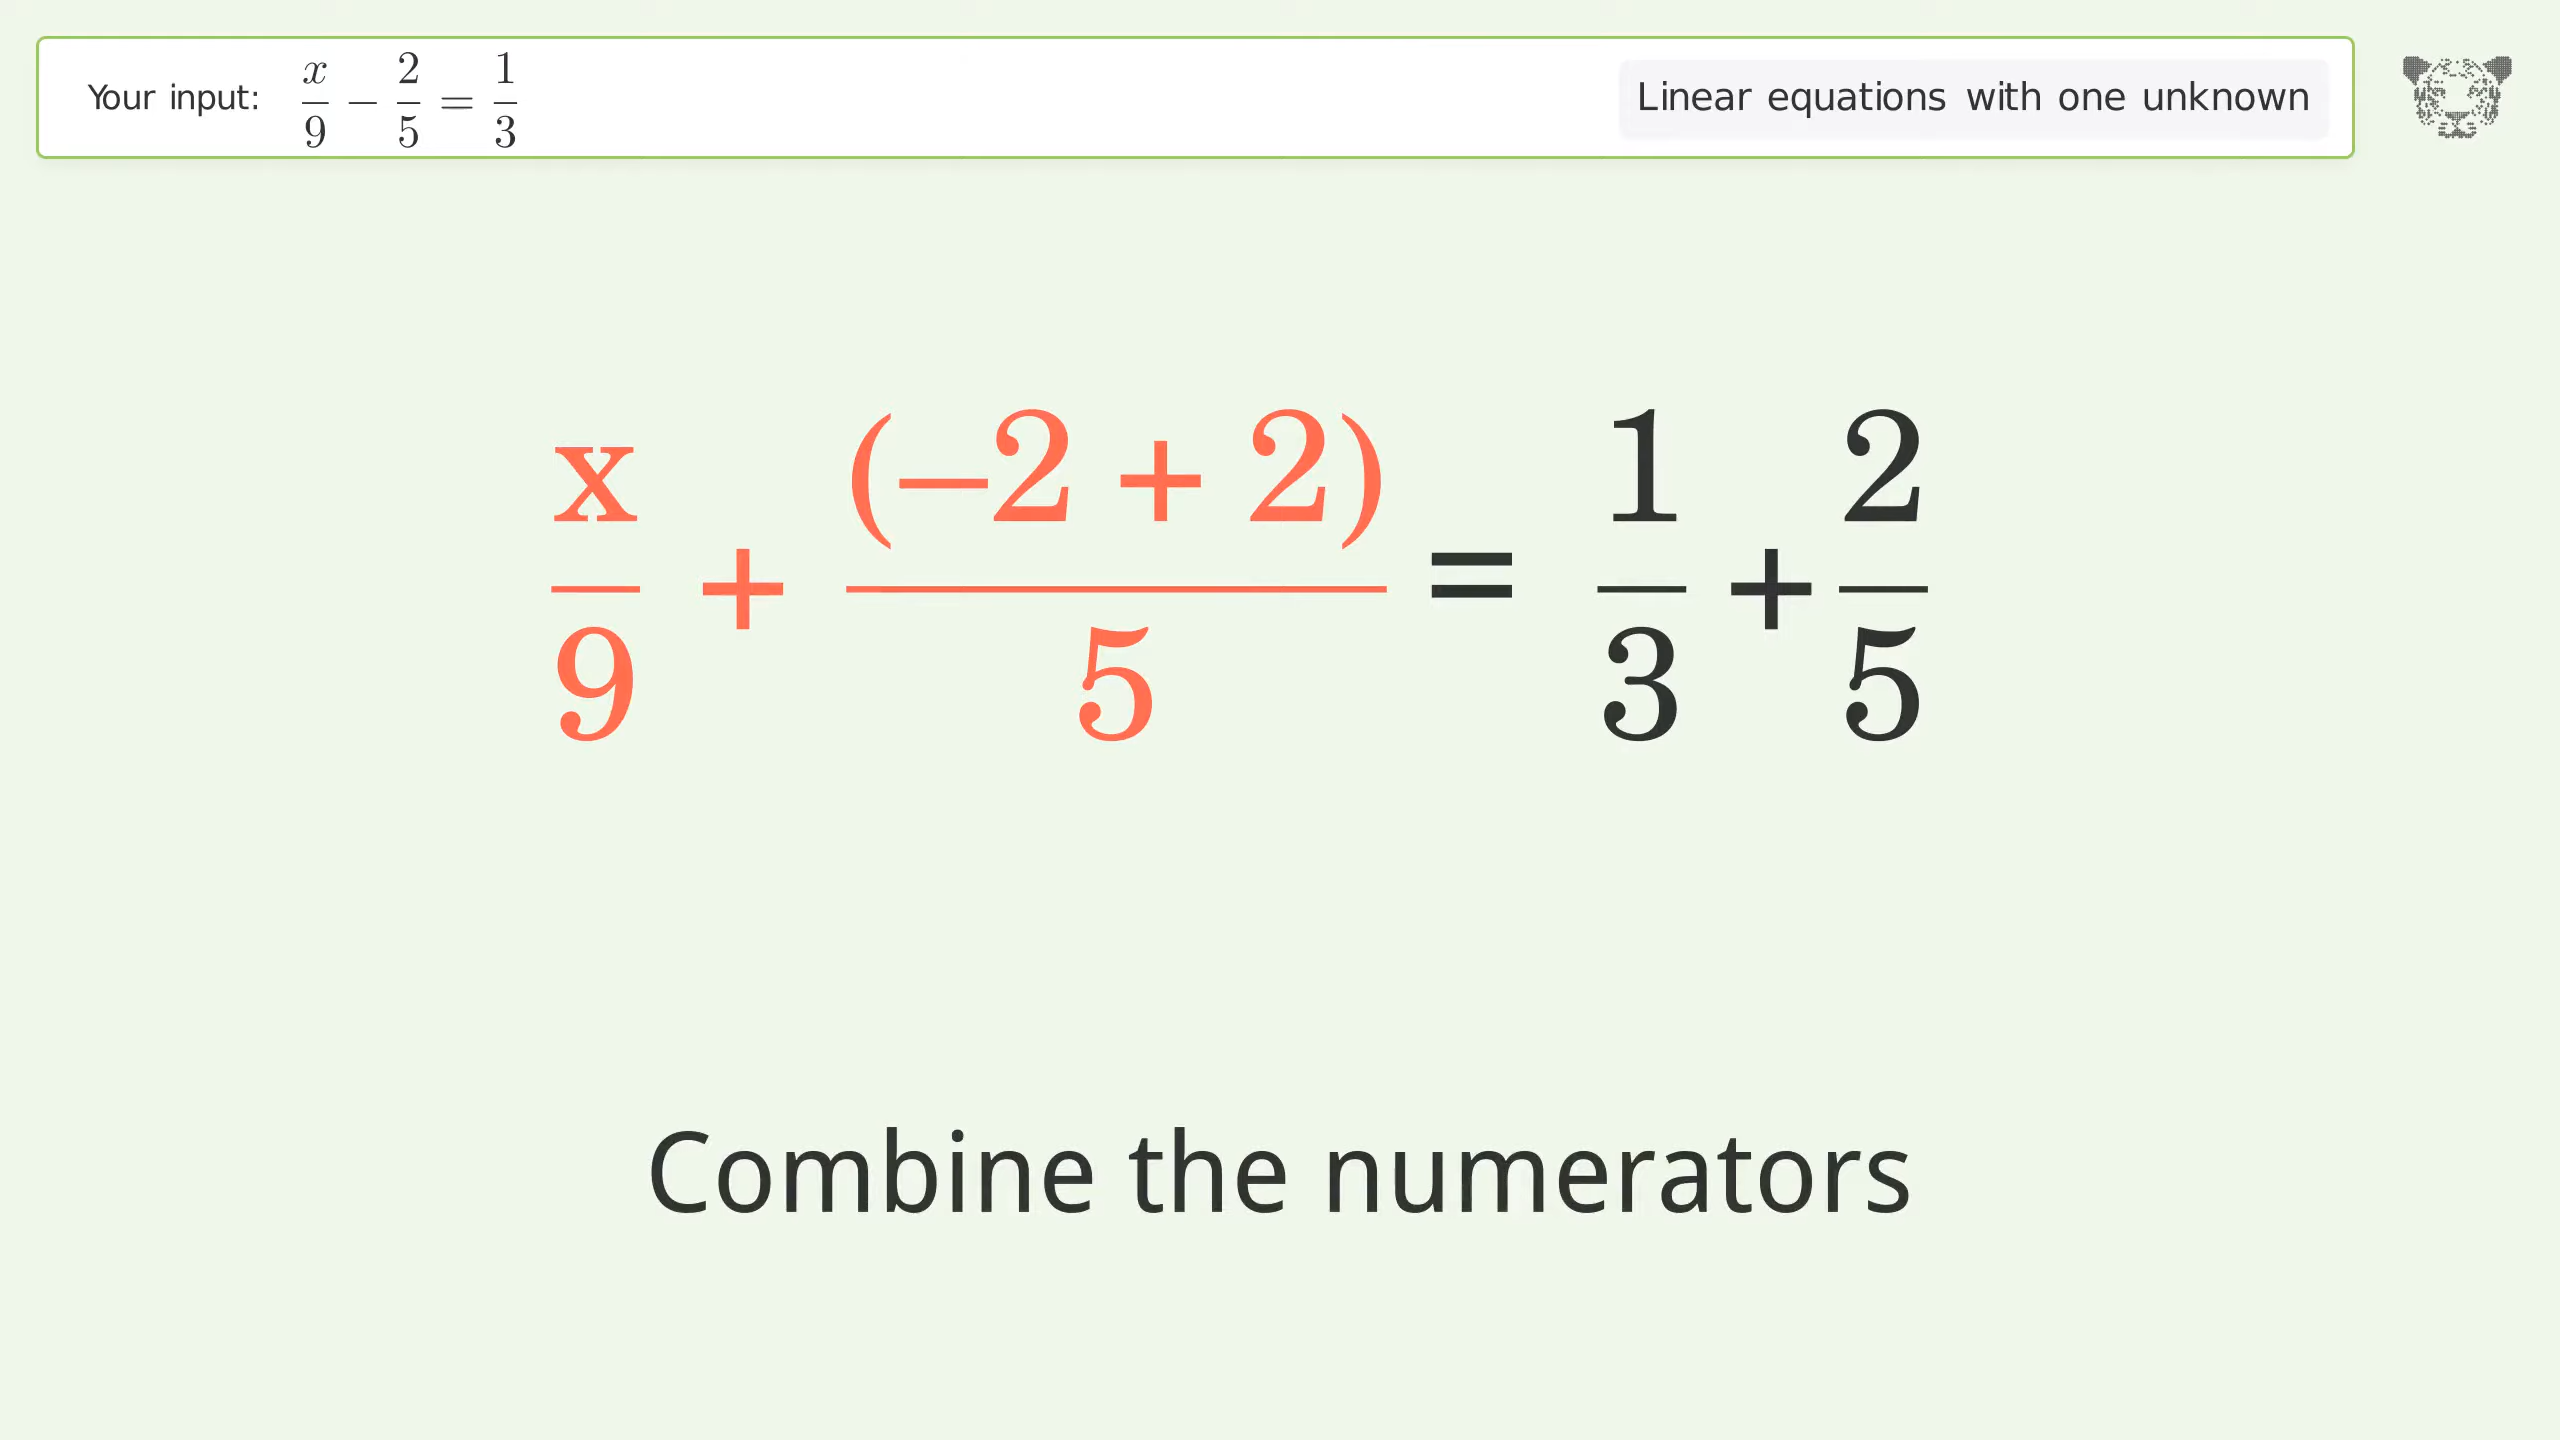 Your input: x/9 − 2/5 = 1/3 Linear equations with one unknown
x/9 + (−2 + 2)/5 = 1/3 + 2/5
Combine the numerators